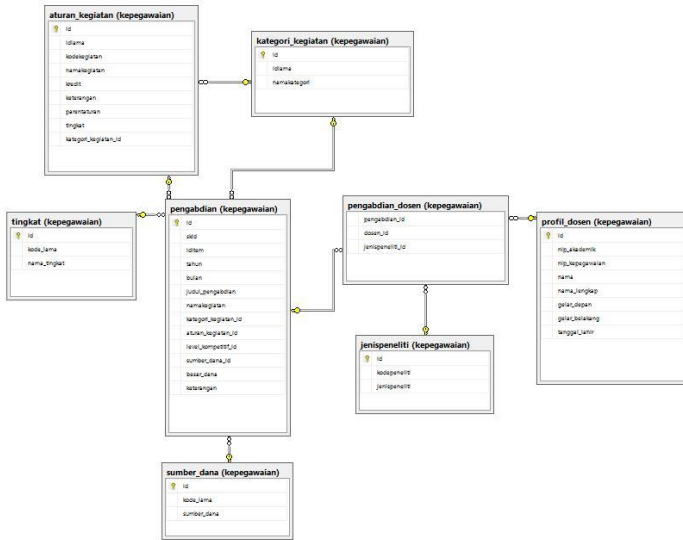 aturan_kegiatan (kepegawaian)
id
idlama
kodekegiatan
namakegiatan
kredit
keterangan
parentaturan
tingkat
kategori_kegiatan_id
kategori_kegiatan (kepegawaian)
id
idlama
namakategori
tingkat (kepegawaian)
id
kode_lama
nama_tingkat
pengabdian (kepegawaian)
id
skid
iditem
tahun
bulan
judul_pengabdian
namakegiatan
kategori_kegiatan_id
aturan_kegiatan_id
level_kompetitif_id
sumber_dana_id
besar_dana
keterangan
pengabdian_dosen (kepegawaian)
pengabdian_id
dosen_id
jenispeneliti_id
profil_dosen (kepegawaian)
id
nip_akademik
nip_kepegawaian
nama
nama_lengkap
gelar_depan
gelar_belakang
tanggal_lahir
jenispeneliti (kepegawaian)
id
kodepeneliti
jenispeneliti
sumber_dana (kepegawaian)
id
kode_lama
sumber_dana